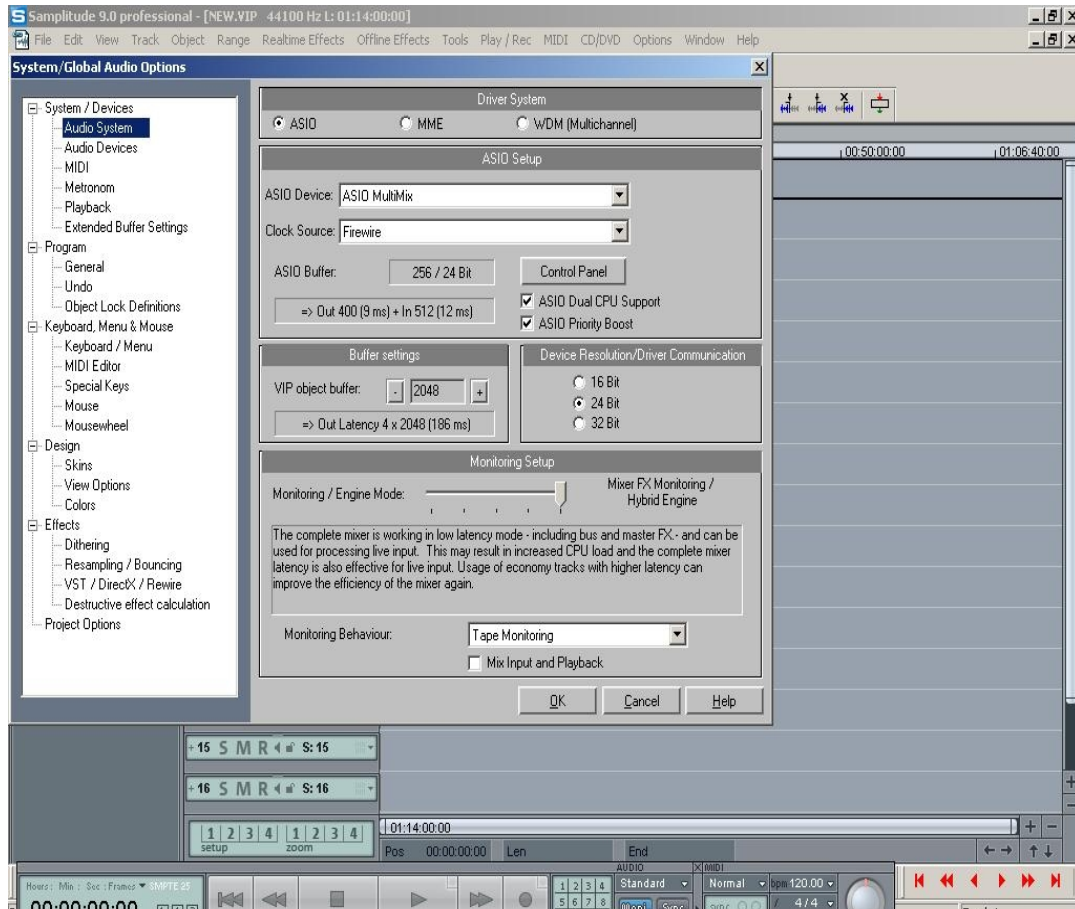 Samplitude 9.0 professional - [NEW.VIP 44100 Hz L: 01:14:00:00]
File Edit View Track Object Range Realtime Effects Offline Effects Tools Play / Rec MIDI CD/DVD Options Window Help
System/Global Audio Options
System / Devices
Audio System
Audio Devices
MIDI
Metronom
Playback
Extended Buffer Settings
Program
General
Undo
Object Lock Definitions
Keyboard, Menu & Mouse
Keyboard / Menu
MIDI Editor
Special Keys
Mouse
Mousewheel
Design
Skins
View Options
Colors
Effects
Dithering
Resampling / Bouncing
VST / DirectX / Rewire
Destructive effect calculation
Project Options
Driver System
ASIO MME WDM (Multichannel)
ASIO Setup
ASIO Device: ASIO MultiMix
Clock Source: Firewire
ASIO Buffer: 256 / 24 Bit Control Panel
=> Out 400 (9 ms) + In 512 (12 ms)
ASIO Dual CPU Support
ASIO Priority Boost
Buffer settings
VIP object buffer: - 2048 +
=> Out Latency 4 x 2048 (186 ms)
Device Resolution/Driver Communication
16 Bit
24 Bit
32 Bit
Monitoring Setup
Monitoring / Engine Mode:
Mixer FX Monitoring /
Hybrid Engine
The complete mixer is working in low latency mode - including bus and master FX - and can be
used for processing live input. This may result in increased CPU load and the complete mixer
latency is also effective for live input. Usage of economy tracks with higher latency can
improve the efficiency of the mixer again.
Monitoring Behaviour: Tape Monitoring
Mix Input and Playback
OK Cancel Help
00:50:00:00 01:06:40:00
15 S M R S: 15
16 S M R S: 16
1 2 3 4 1 2 3 4
setup zoom
01:14:00:00
Pos 00:00:00:00 Len End
Hours: Min : Sec :Frames SMPTE 25
00:00:00:00
AUDIO MIDI
1 2 3 4 Standard Normal bpm 120.00
5 6 7 8 Moni Sync sync 4/4